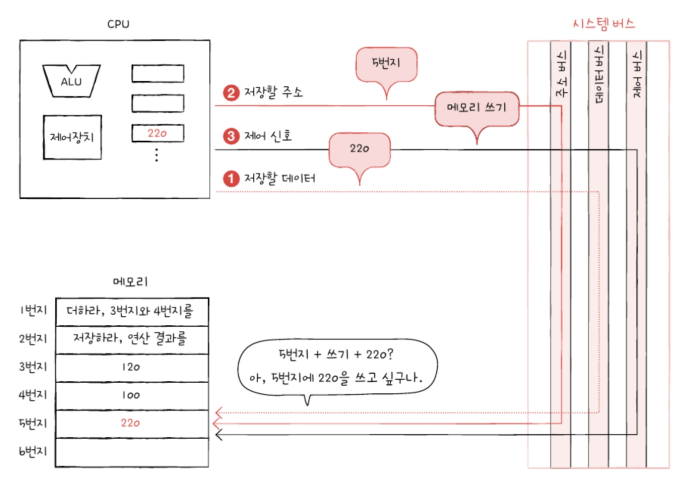 CPU
시스템 버스
ALU
제어장치
220
5번지
2 저장할 주소
메모리 쓰기
3 제어 신호
220
1 저장할 데이터
주소 버스
데이터 버스
제어 버스
메모리
1번지 더하라, 3번지와 4번지를
2번지 저장하라, 연산 결과를
3번지 120
4번지 100
5번지 220
6번지
5번지 + 쓰기 + 220?
아, 5번지에 220을 쓰고 싶구나.